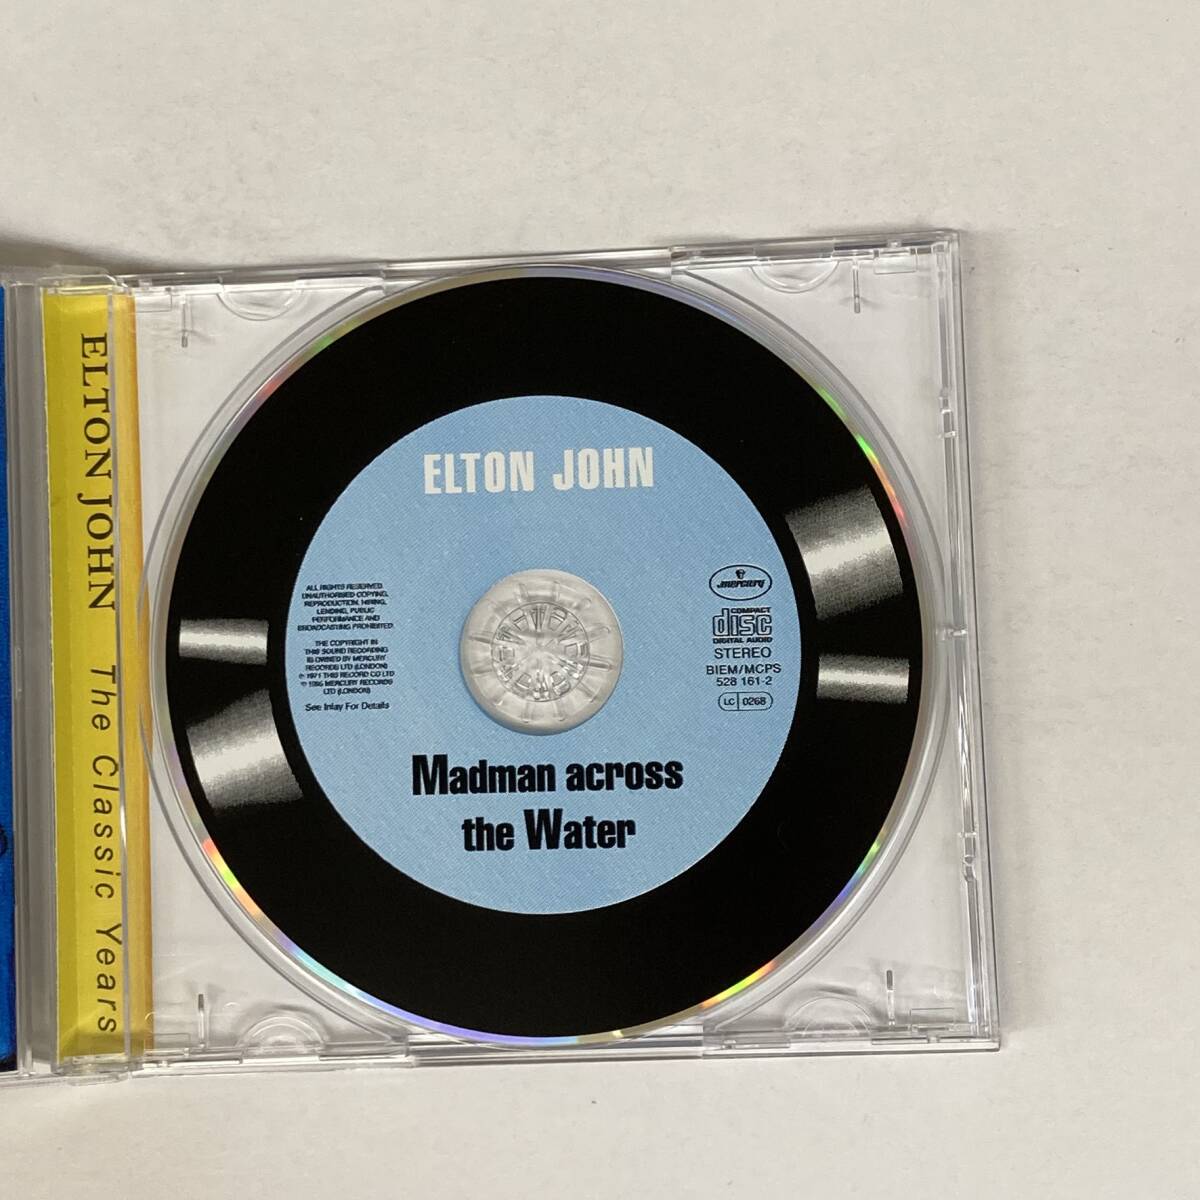 ELTON JOHN The Classic Years
ELTON JOHN
ALL RIGHTS RESERVED.
UNAUTHORISED COPYING,
REPRODUCTION, HIRING,
LENDING, PUBLIC
PERFORMANCE AND
BROADCASTING PROHIBITED.
THE COPYRIGHT IN
THIS SOUND RECORDING
IS OWNED BY MERCURY
RECORDS LTD (LONDON)
℗ 1971 THIS RECORD CO LTD
© 1995 MERCURY RECORDS
LTD (LONDON)
See Inlay For Details
mercury
COMPACT
disc
DIGITAL AUDIO
STEREO
BIEM/MCPS
528 161-2
LC 0268
Madman across
the Water